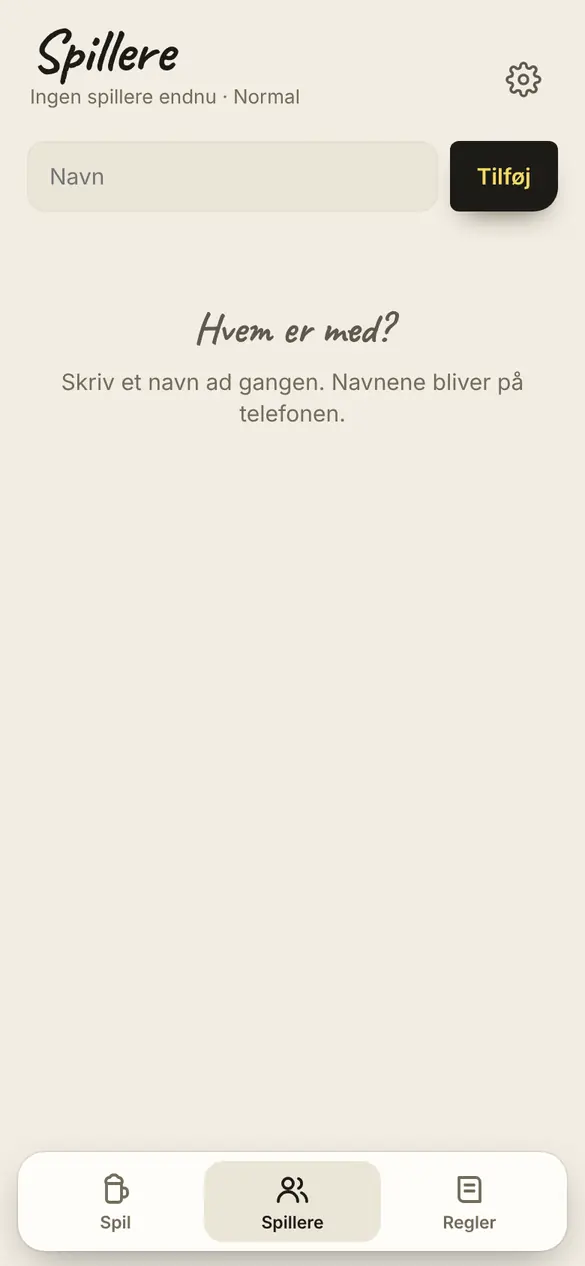 Spillere
Ingen spillere endnu · Normal
Navn
Tilføj
Hvem er med?
Skriv et navn ad gangen. Navnene bliver på
telefonen.
Spil
Spillere
Regler